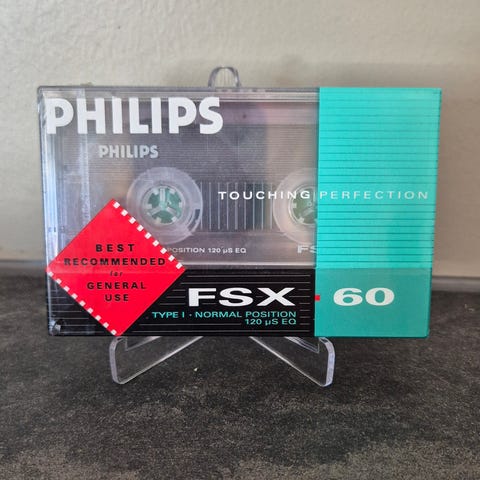 PHILIPS
PHILIPS
TOUCHING PERFECTION
POSITION 120 µS EQ
FS
BEST
RECOMMENDED
for
GENERAL
USE
FSX · 60
TYPE I · NORMAL POSITION
120 µS EQ